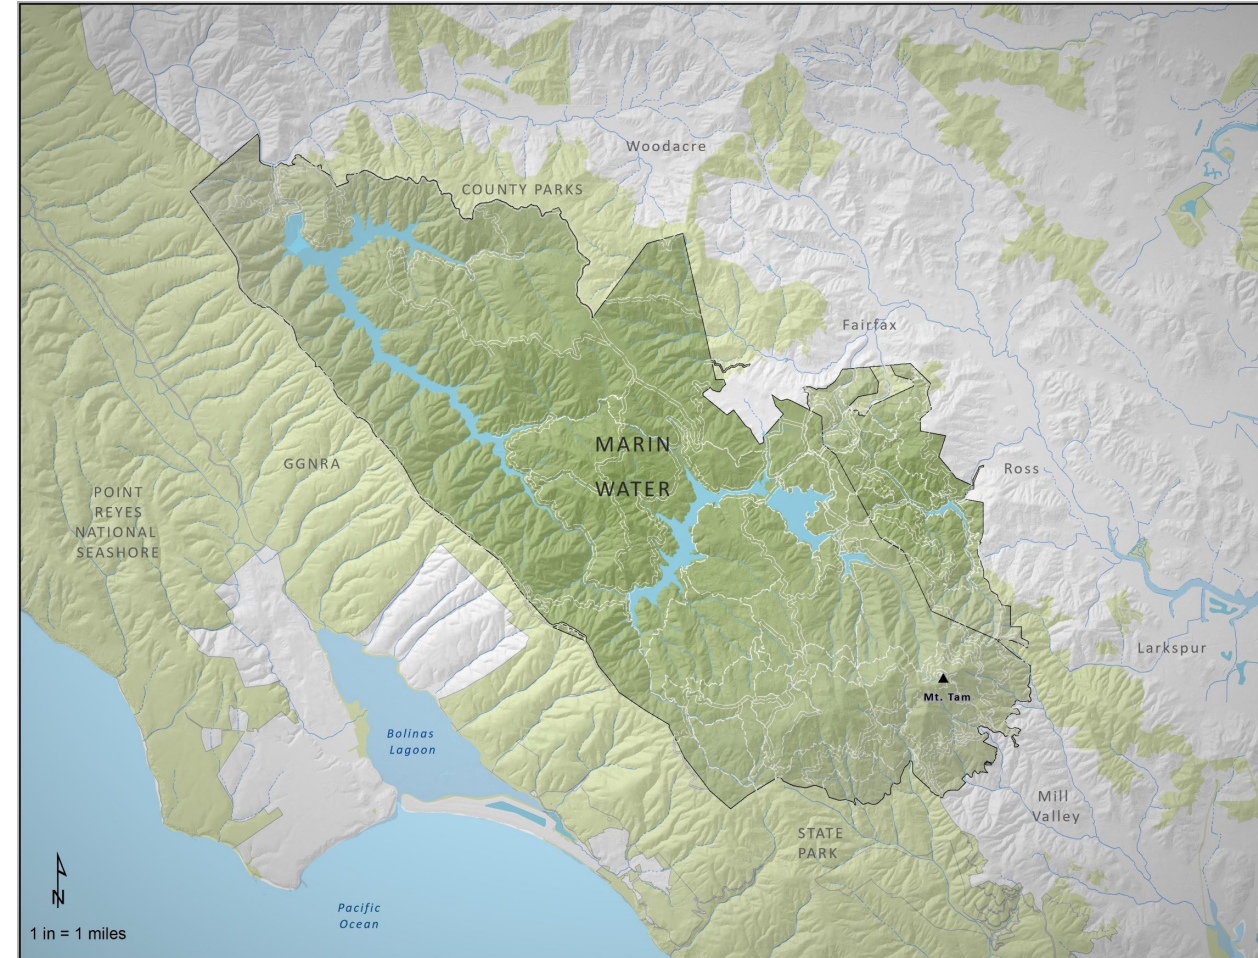 Woodacre
COUNTY PARKS
Fairfax
MARIN
WATER
GGNRA
Ross
POINT
REYES
NATIONAL
SEASHORE
Larkspur
Mt. Tam
Bolinas
Lagoon
Mill
Valley
STATE
PARK
Pacific
Ocean
N
1 in = 1 miles